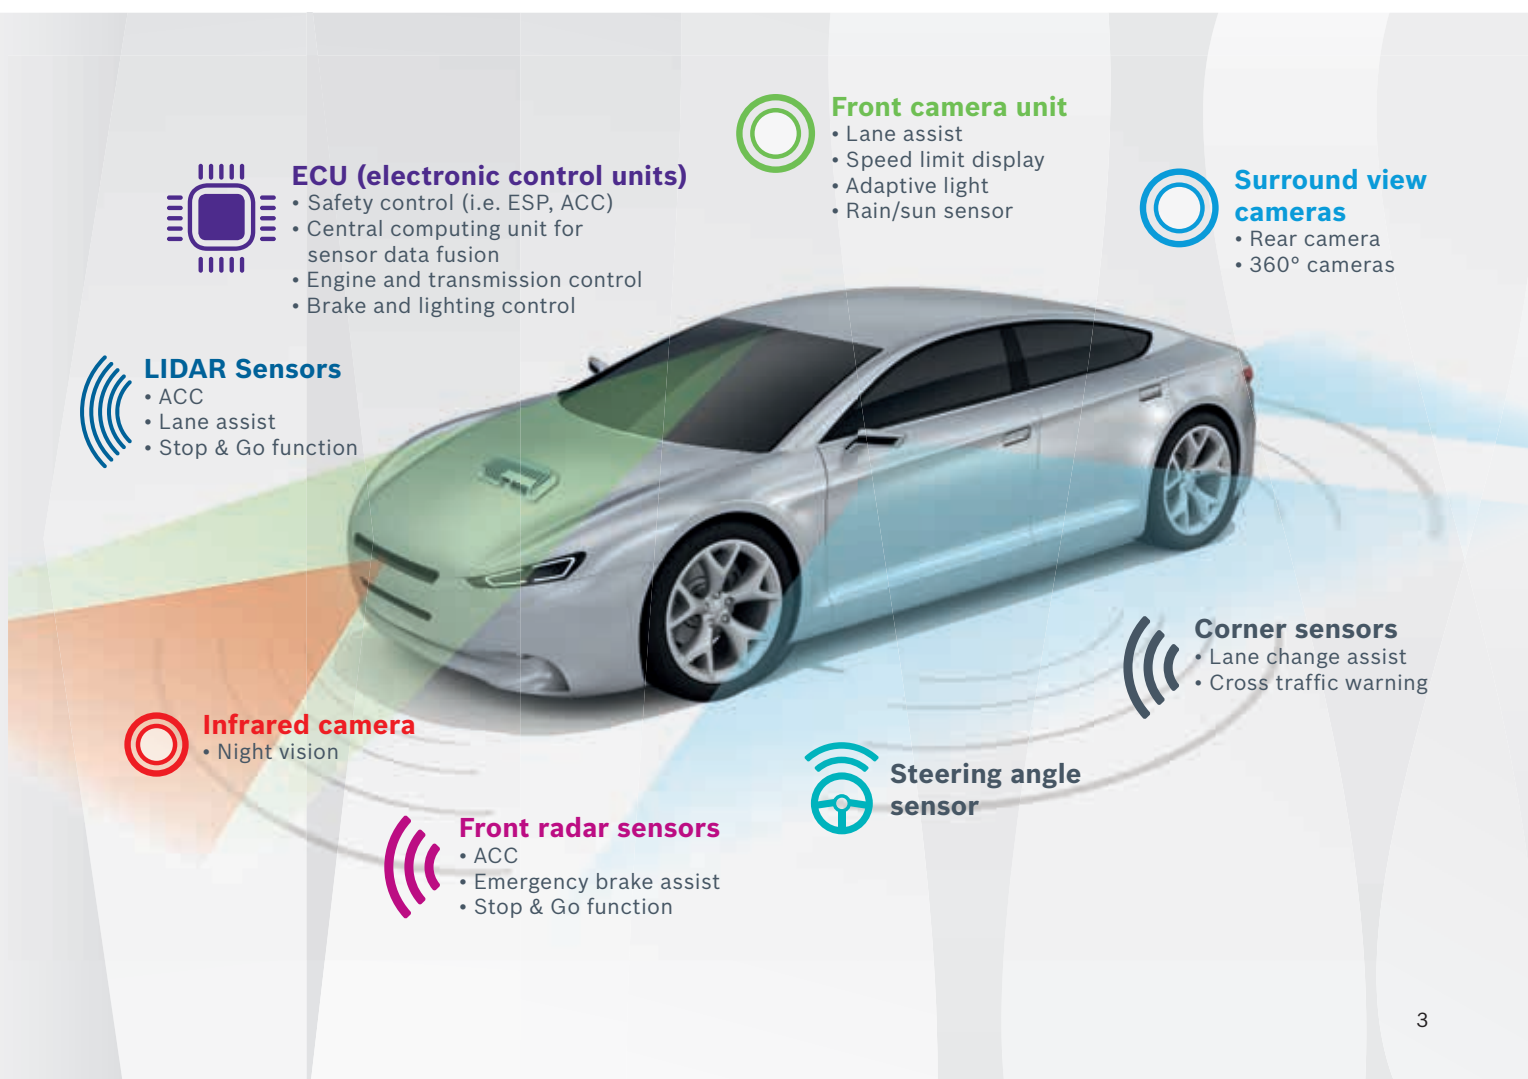 Front camera unit
• Lane assist
• Speed limit display
• Adaptive light
• Rain/sun sensor
ECU (electronic control units)
• Safety control (i.e. ESP, ACC)
• Central computing unit for
sensor data fusion
• Engine and transmission control
• Brake and lighting control
Surround view
cameras
• Rear camera
• 360° cameras
LIDAR Sensors
• ACC
• Lane assist
• Stop & Go function
Corner sensors
• Lane change assist
• Cross traffic warning
Infrared camera
• Night vision
Steering angle
sensor
Front radar sensors
• ACC
• Emergency brake assist
• Stop & Go function
3